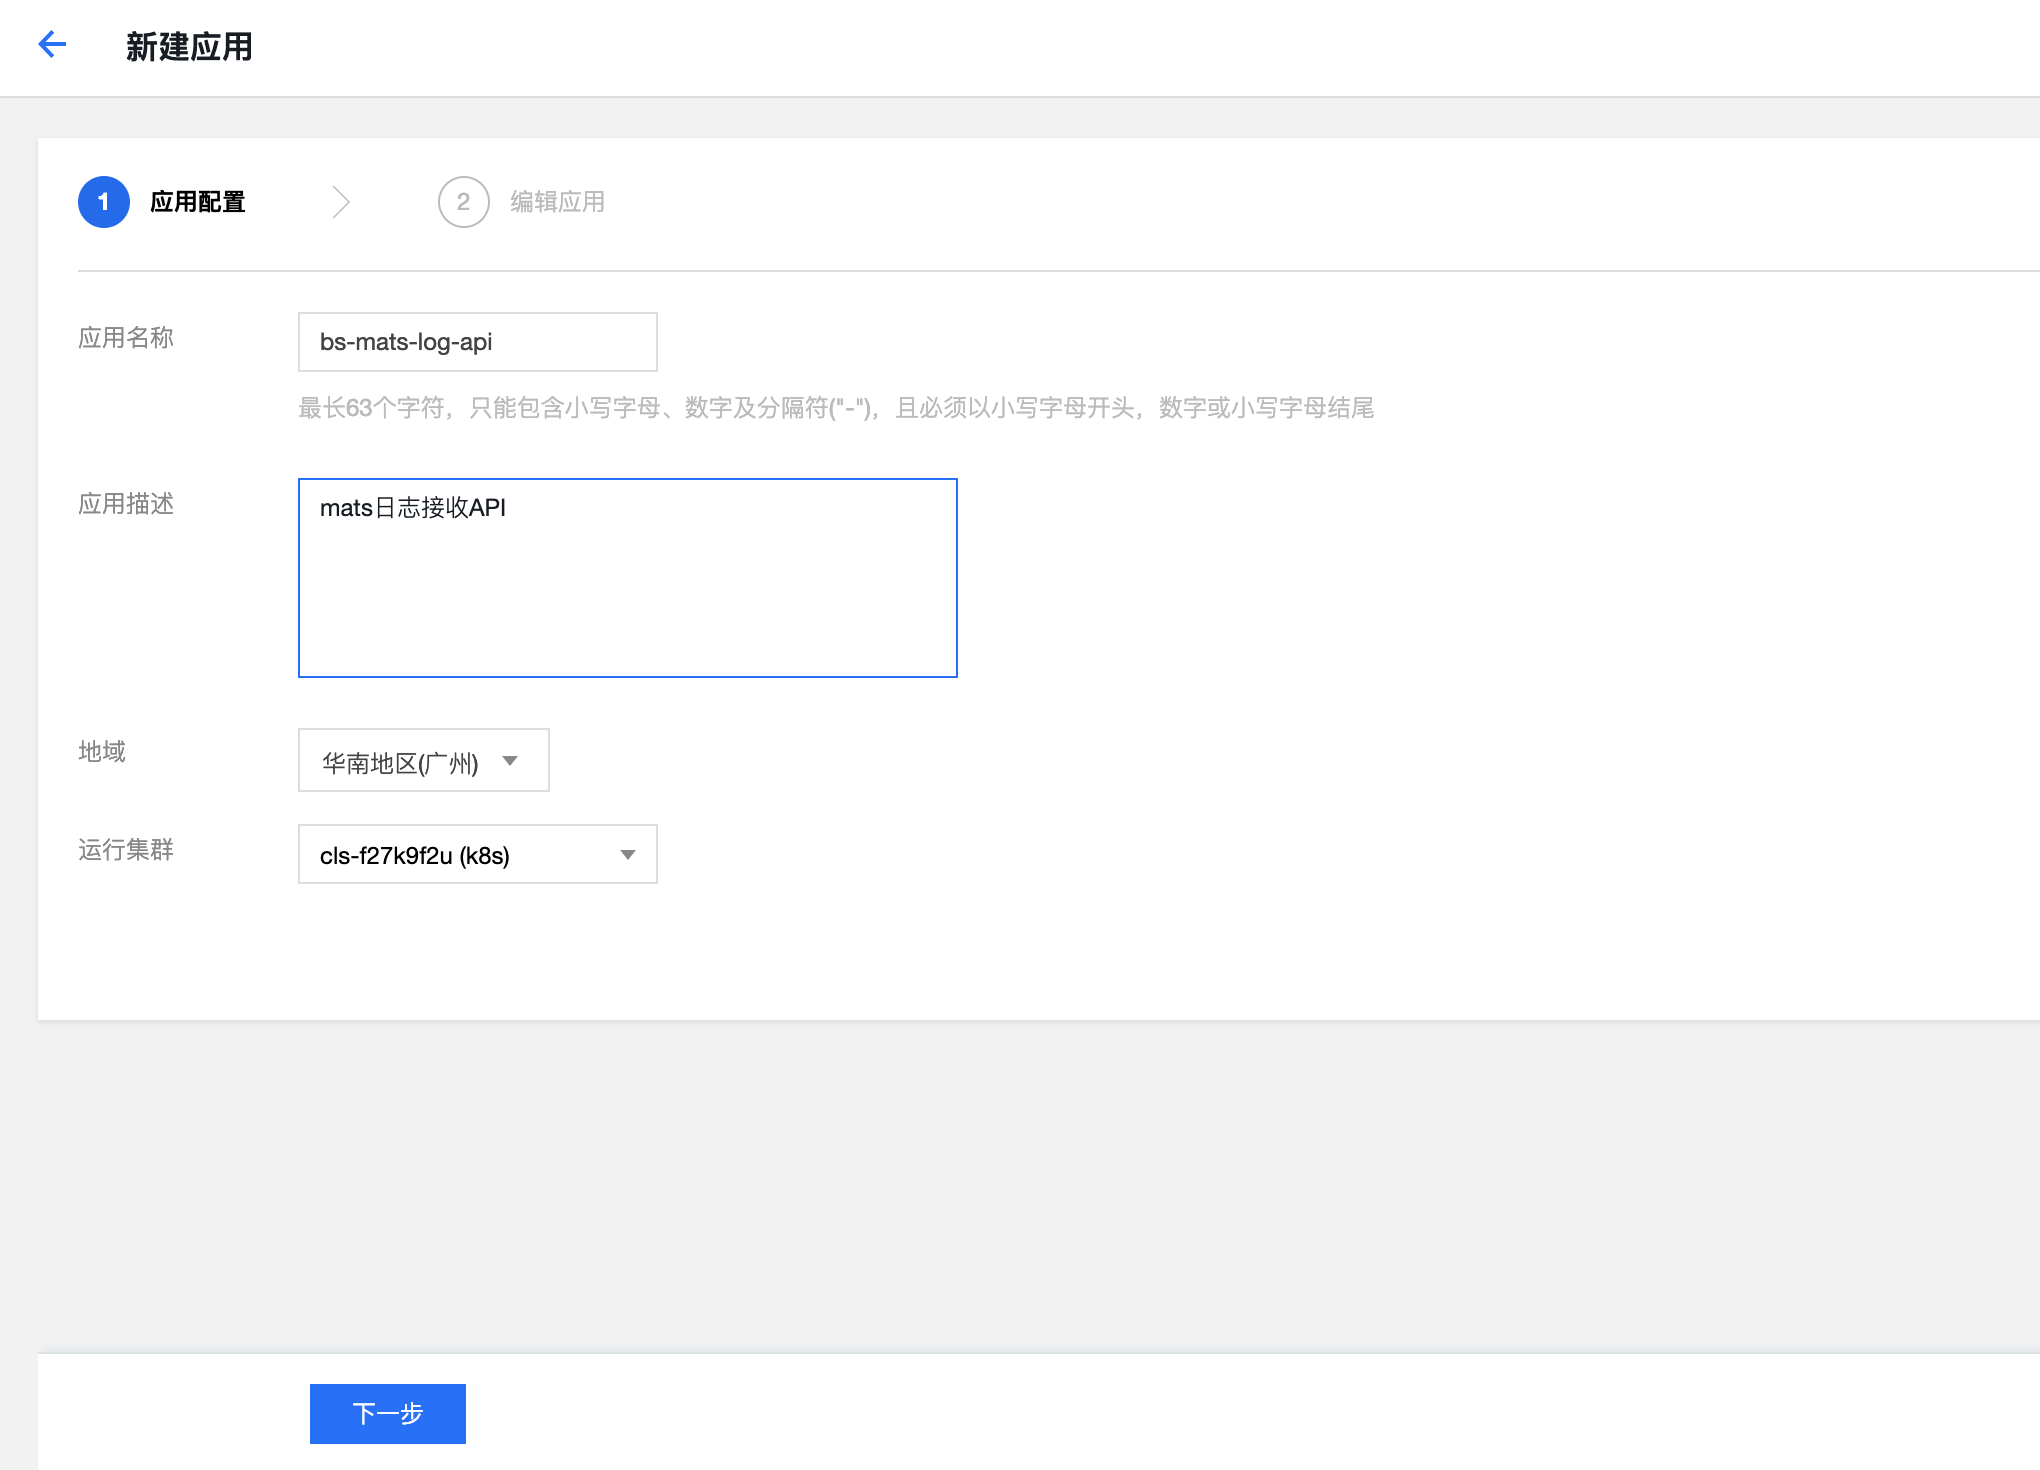 新建应用
1 应用配置
2 编辑应用
应用名称
bs-mats-log-api
最长63个字符，只能包含小写字母、数字及分隔符("-")，且必须以小写字母开头，数字或小写字母结尾
应用描述
mats日志接收API
地域
华南地区(广州)
运行集群
cls-f27k9f2u (k8s)
下一步